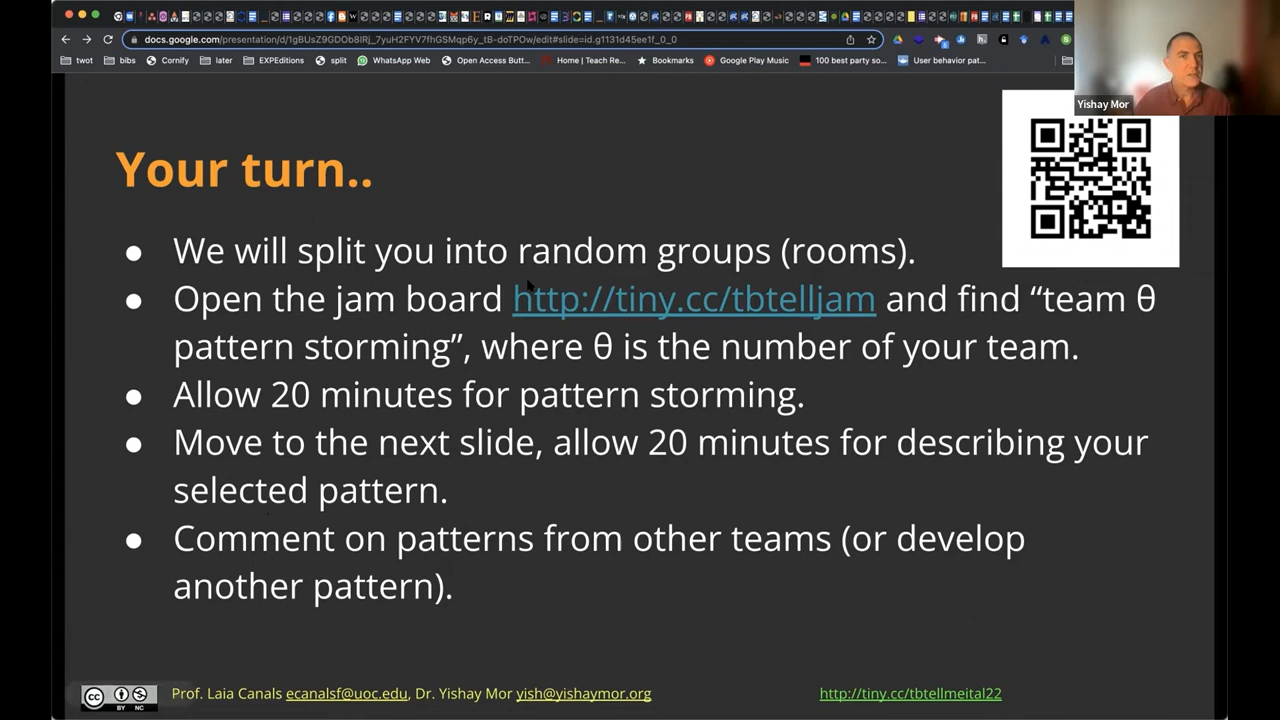 docs.google.com/presentation/d/1gBUsZ9GDOb8IRj_7yuH2FYV7fhGSMqp6y_tB-doTPOw/edit#slide=id.g1131d45ee1f_0_0
twot bibs Cornify later EXPEditions split WhatsApp Web Open Access Butt... Home | Teach Re... Bookmarks Google Play Music 100 best party so... User behavior pat...
Yishay Mor
Your turn..
● We will split you into random groups (rooms).
● Open the jam board http://tiny.cc/tbtelljam and find “team θ
pattern storming”, where θ is the number of your team.
● Allow 20 minutes for pattern storming.
● Move to the next slide, allow 20 minutes for describing your
selected pattern.
● Comment on patterns from other teams (or develop
another pattern).
CC BY NC
Prof. Laia Canals ecanalsf@uoc.edu, Dr. Yishay Mor yish@yishaymor.org
http://tiny.cc/tbtellmeital22